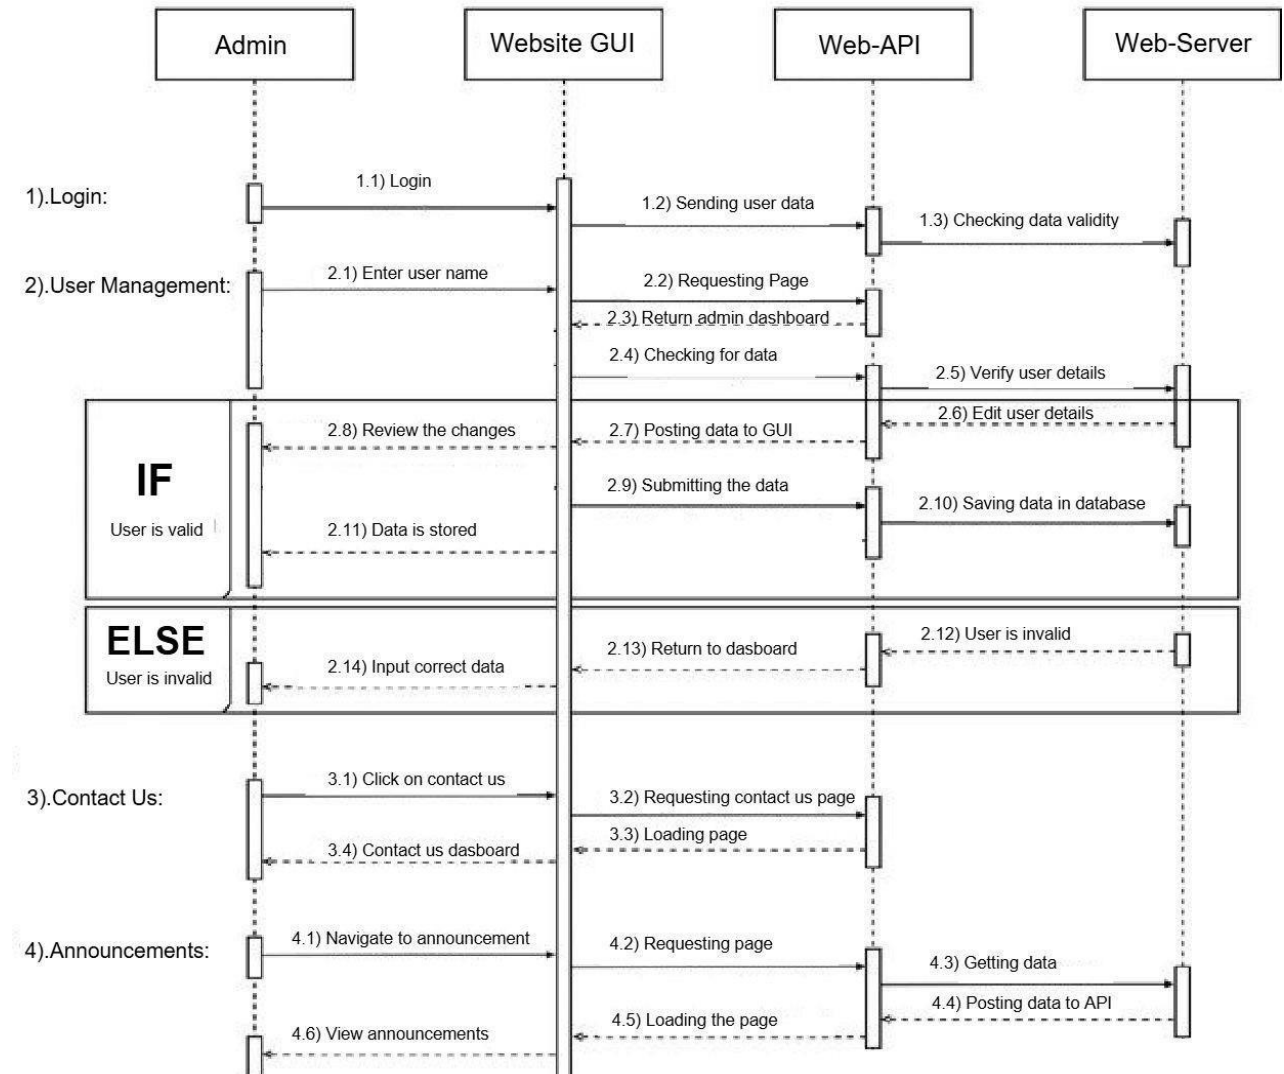 Admin
Website GUI
Web-API
Web-Server
1).Login:
1.1) Login
1.2) Sending user data
1.3) Checking data validity
2).User Management:
2.1) Enter user name
2.2) Requesting Page
2.3) Return admin dashboard
2.4) Checking for data
2.5) Verify user details
2.6) Edit user details
2.7) Posting data to GUI
2.8) Review the changes
IF
User is valid
2.9) Submitting the data
2.10) Saving data in database
2.11) Data is stored
ELSE
User is invalid
2.12) User is invalid
2.13) Return to dasboard
2.14) Input correct data
3).Contact Us:
3.1) Click on contact us
3.2) Requesting contact us page
3.3) Loading page
3.4) Contact us dasboard
4).Announcements:
4.1) Navigate to announcement
4.2) Requesting page
4.3) Getting data
4.4) Posting data to API
4.5) Loading the page
4.6) View announcements